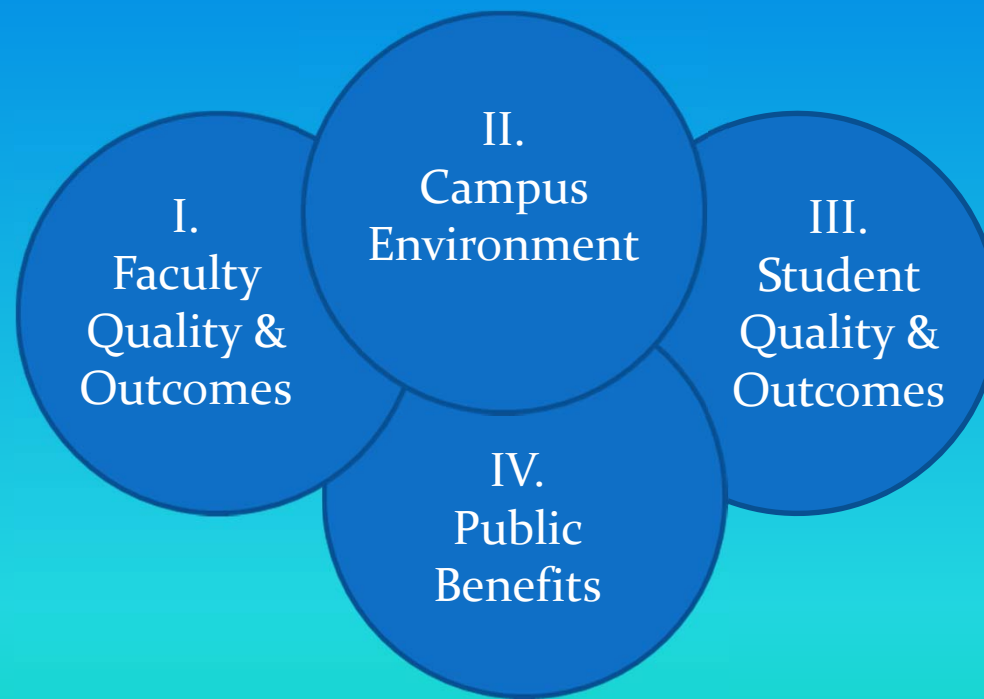 I.
Faculty
Quality &
Outcomes
II.
Campus
Environment
III.
Student
Quality &
Outcomes
IV.
Public
Benefits